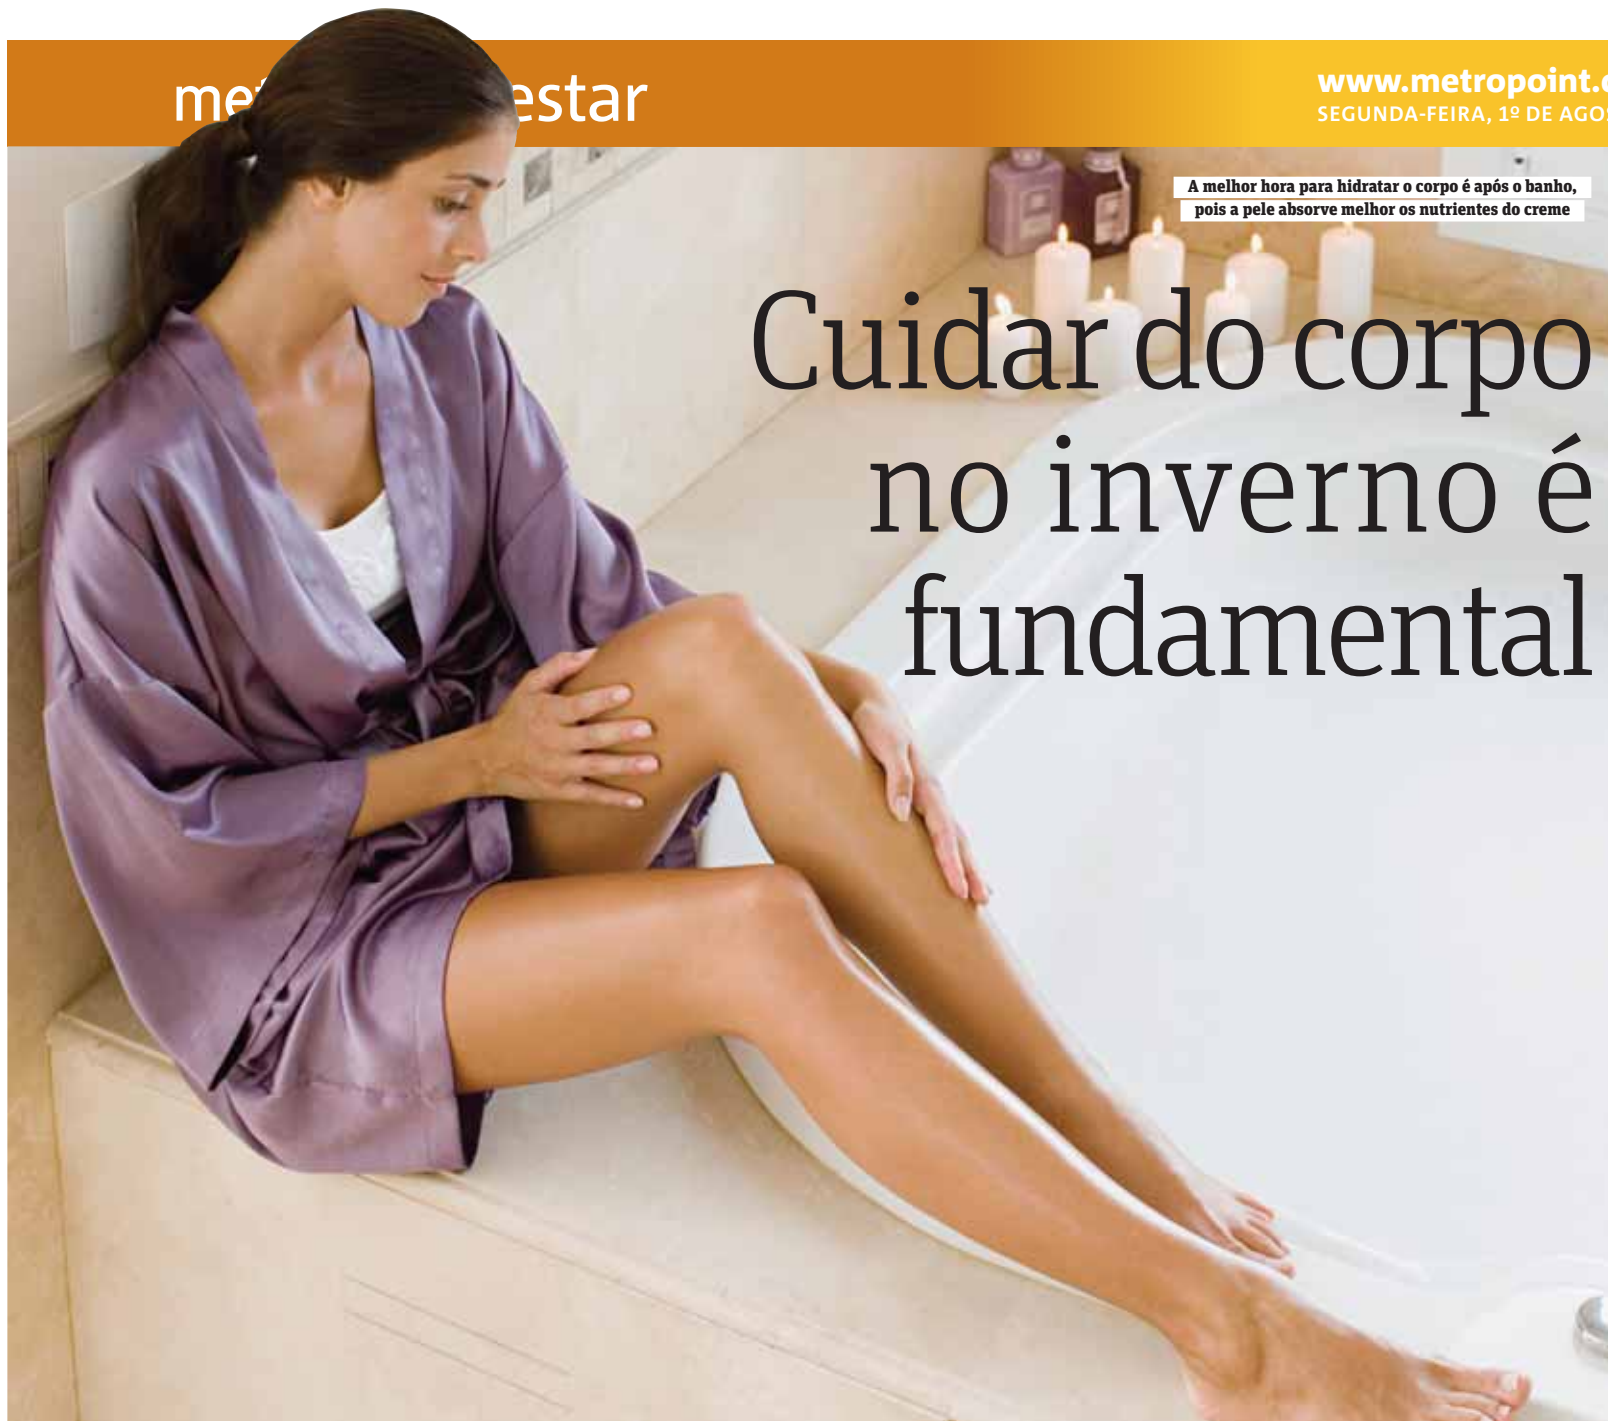 estar
www.metropoint.
SEGUNDA-FEIRA, 1º DE
A melhor hora para hidratar o corpo é após o banho,
pois a pele absorve melhor os nutrientes do creme
Cuidar do corpo
no inverno é
fundamental